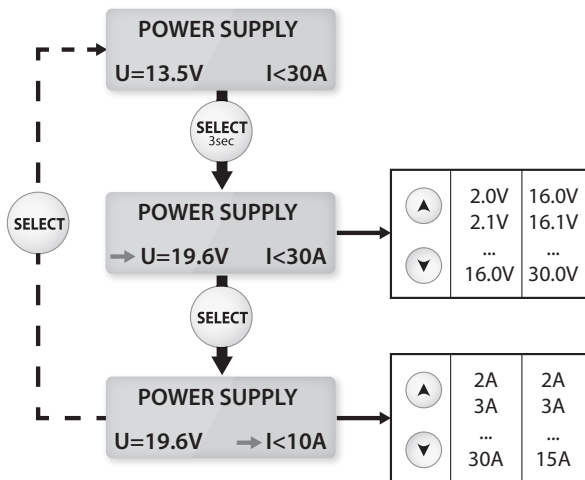 POWER SUPPLY
U=13.5V I<30A
SELECT
3sec
POWER SUPPLY
U=19.6V I<30A
2.0V 16.0V
2.1V 16.1V
... ...
16.0V 30.0V
SELECT
SELECT
POWER SUPPLY
U=19.6V I<10A
2A 2A
3A 3A
... ...
30A 15A